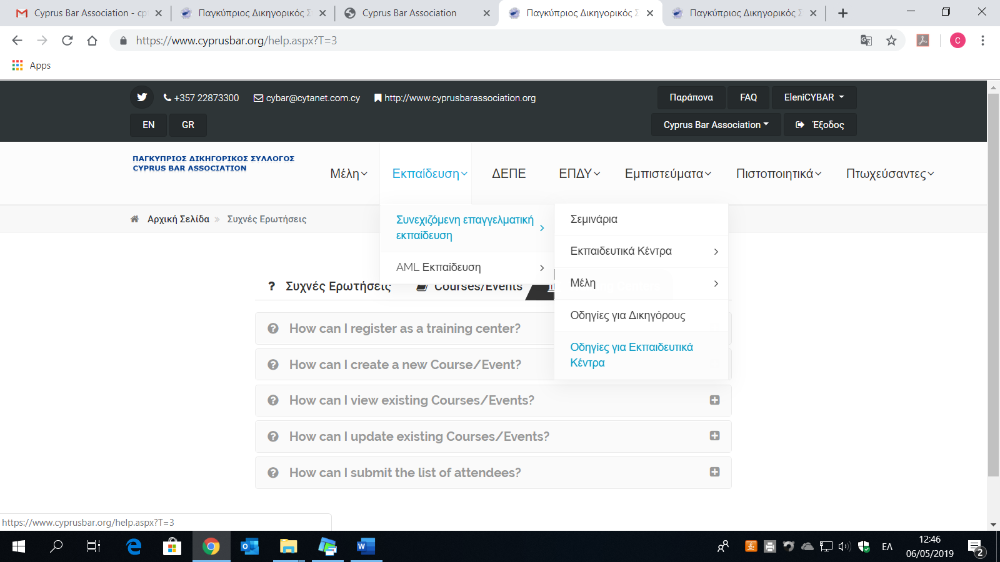 Cyprus Bar Association - cp
Παγκύπριος Δικηγορικός Σ
Cyprus Bar Association
Παγκύπριος Δικηγορικός Σ
Παγκύπριος Δικηγορικός Σ
https://www.cyprusbar.org/help.aspx?T=3
C
Apps
+357 22873300
cybar@cytanet.com.cy
http://www.cyprusbarassociation.org
Παράπονα
FAQ
EleniCYBAR
EN
GR
Cyprus Bar Association
Έξοδος
ΠΑΓΚΥΠΡΙΟΣ ΔΙΚΗΓΟΡΙΚΟΣ ΣΥΛΛΟΓΟΣ
CYPRUS BAR ASSOCIATION
Μέλη
Εκπαίδευση
ΔΕΠΕ
ΕΠΔΥ
Εμπιστεύματα
Πιστοποιητικά
Πτωχεύσαντες
Αρχική Σελίδα » Συχνές Ερωτήσεις
Συνεχιζόμενη επαγγελματική
εκπαίδευση
AML Εκπαίδευση
Σεμινάρια
Εκπαιδευτικά Κέντρα
Μέλη
Οδηγίες για Δικηγόρους
Οδηγίες για Εκπαιδευτικά
Κέντρα
? Συχνές Ερωτήσεις
Courses/Events
How can I register as a training center?
How can I create a new Course/Event?
How can I view existing Courses/Events?
How can I update existing Courses/Events?
How can I submit the list of attendees?
https://www.cyprusbar.org/help.aspx?T=3
ΕΛ
12:46
06/05/2019
2